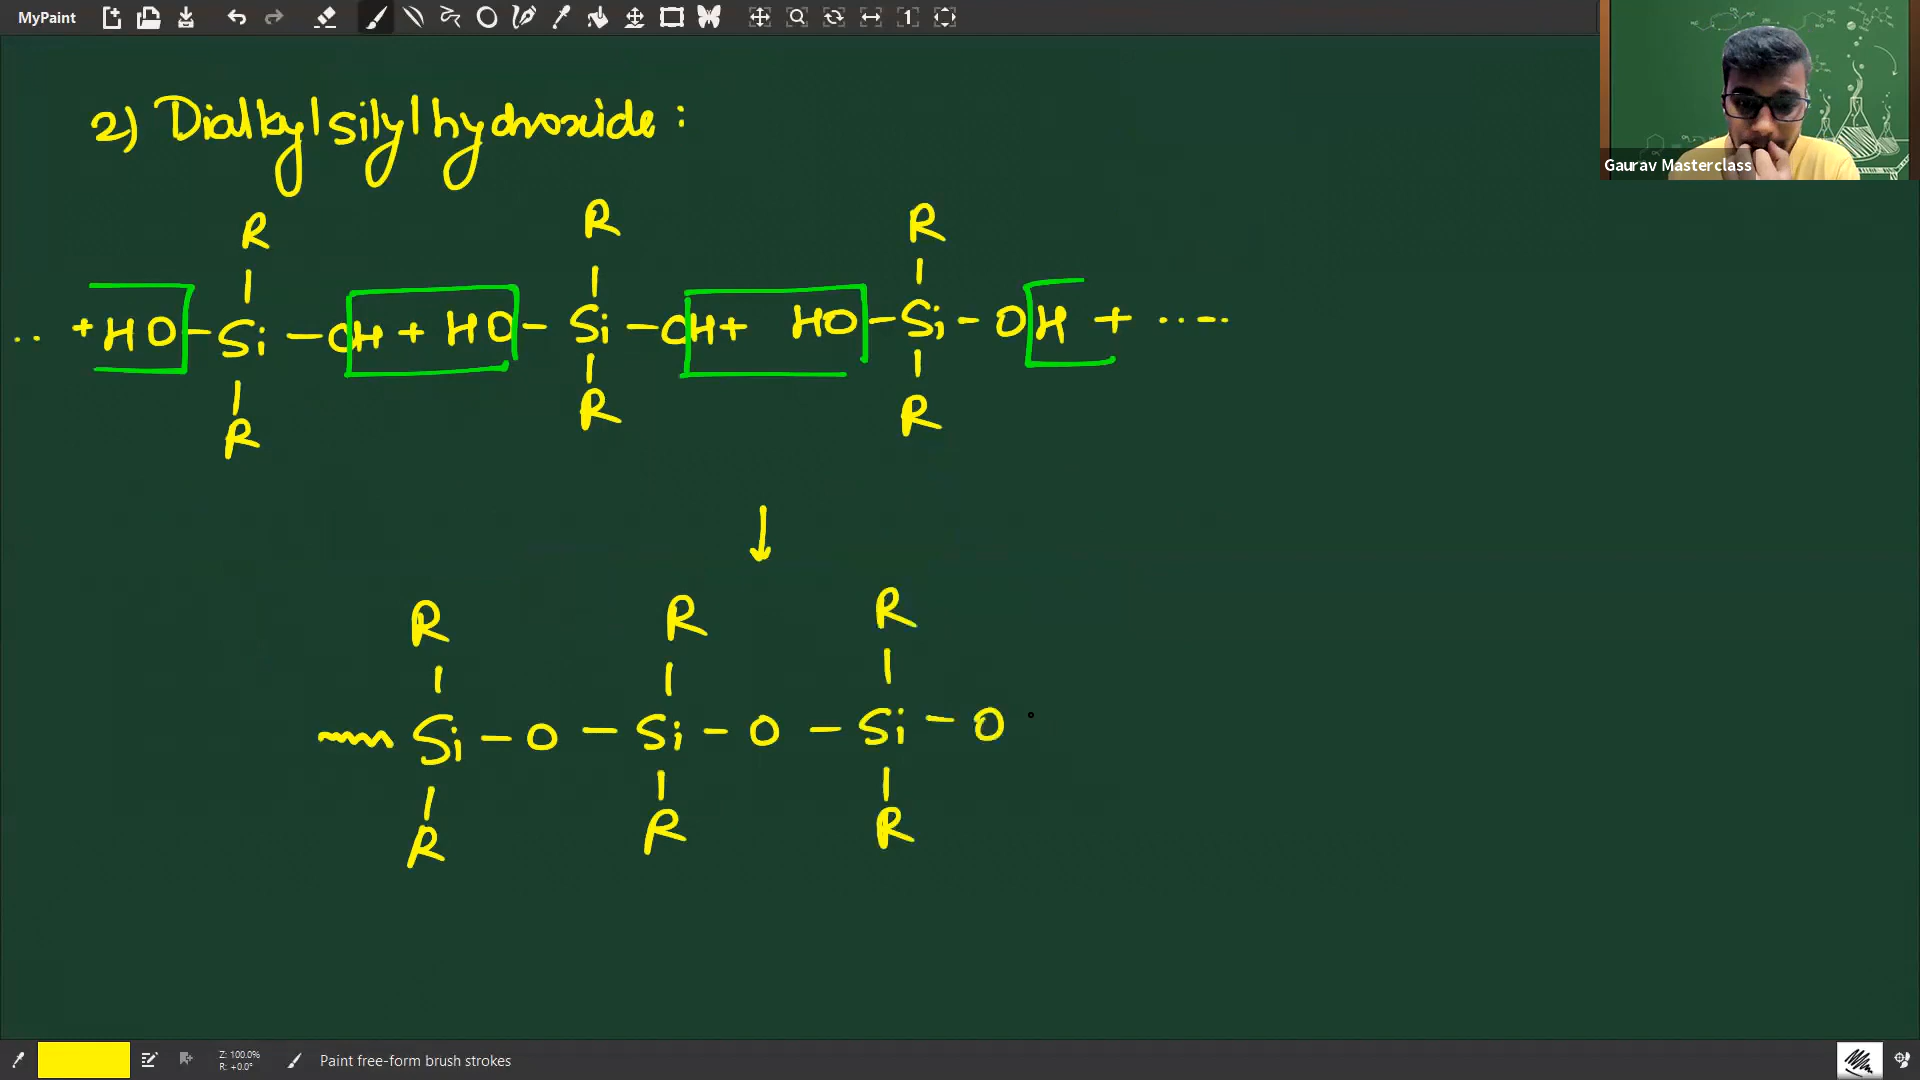 MyPaint
2) Dialkylsilylhydroxide :
R R R
.. + HO - Si - OH + HO - Si - OH + HO - Si - OH + .....
R R R
↓
R R R
Si - O - Si - O - Si - O
R R R
Gaurav Masterclass
Z: 100.0%
R: +0.0°
Paint free-form brush strokes